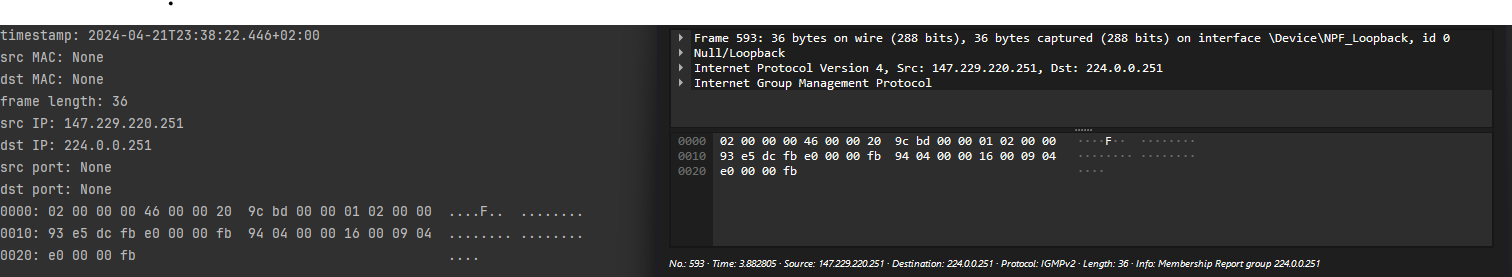 timestamp: 2024-04-21T23:38:22.446+02:00
src MAC: None
dst MAC: None
frame length: 36
src IP: 147.229.220.251
dst IP: 224.0.0.251
src port: None
dst port: None
0000: 02 00 00 00 46 00 00 20  9c bd 00 00 01 02 00 00  ....F..  ........
0010: 93 e5 dc fb e0 00 00 fb  94 04 00 00 16 00 09 04  ........ ........
0020: e0 00 00 fb                                       ....
Frame 593: 36 bytes on wire (288 bits), 36 bytes captured (288 bits) on interface \Device\NPF_Loopback, id 0
Null/Loopback
Internet Protocol Version 4, Src: 147.229.220.251, Dst: 224.0.0.251
Internet Group Management Protocol
0000  02 00 00 00 46 00 00 20  9c bd 00 00 01 02 00 00  ····F··  ········
0010  93 e5 dc fb e0 00 00 fb  94 04 00 00 16 00 09 04  ········ ········
0020  e0 00 00 fb                                       ····
No.: 593 · Time: 3.882805 · Source: 147.229.220.251 · Destination: 224.0.0.251 · Protocol: IGMPv2 · Length: 36 · Info: Membership Report group 224.0.0.251